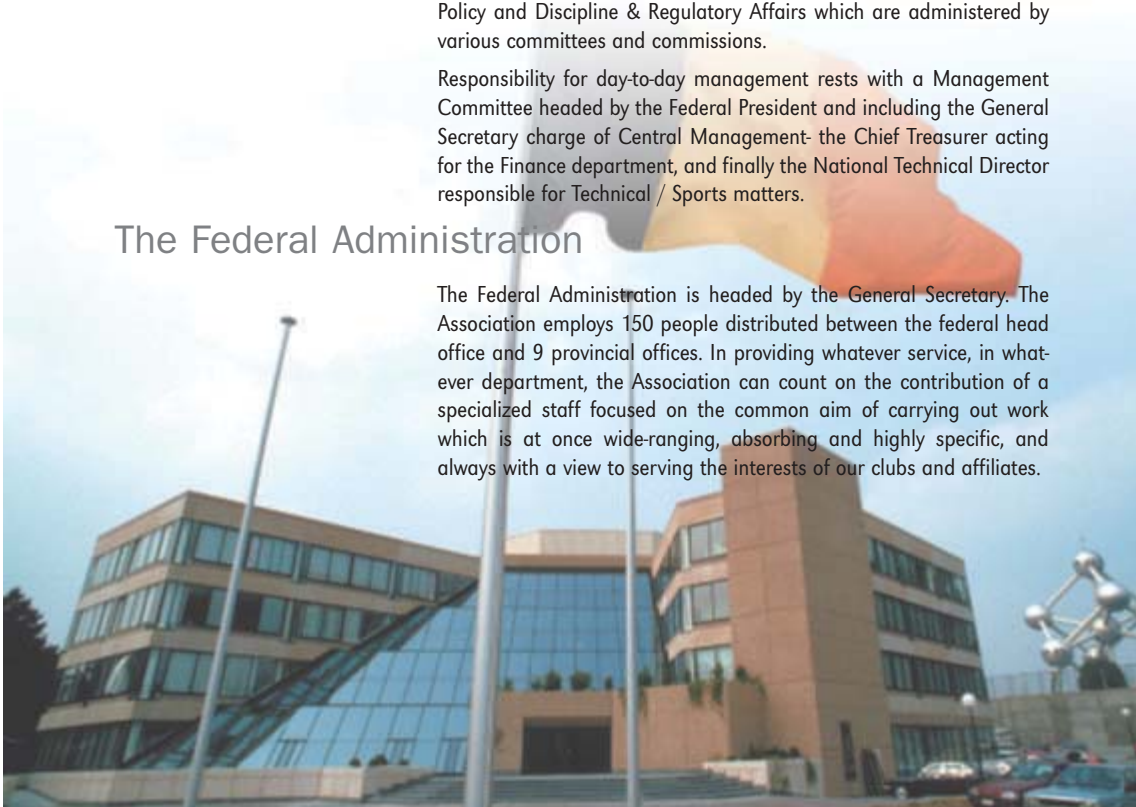 Policy and Discipline & Regulatory Affairs which are administered by
various committees and commissions.
Responsibility for day-to-day management rests with a Management
Committee headed by the Federal President and including the General
Secretary charge of Central Management- the Chief Treasurer acting
for the Finance department, and finally the National Technical Director
responsible for Technical / Sports matters.
The Federal Administration
The Federal Administration is headed by the General Secretary. The
Association employs 150 people distributed between the federal head
office and 9 provincial offices. In providing whatever service, in what-
ever department, the Association can count on the contribution of a
specialized staff focused on the common aim of carrying out work
which is at once wide-ranging, absorbing and highly specific, and
always with a view to serving the interests of our clubs and affiliates.